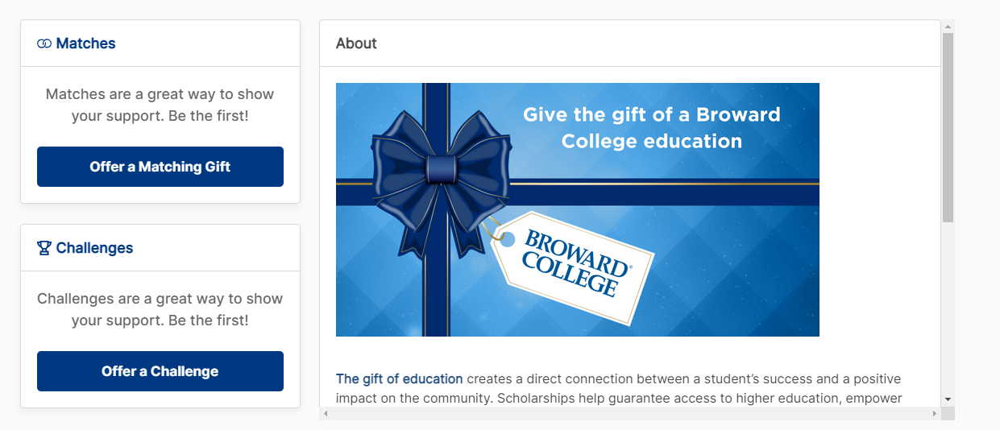 Matches
Matches are a great way to show
your support. Be the first!
Offer a Matching Gift
Challenges
Challenges are a great way to show
your support. Be the first!
Offer a Challenge
About
Give the gift of a Broward
College education
BROWARD®
COLLEGE
The gift of education creates a direct connection between a student’s success and a positive
impact on the community. Scholarships help guarantee access to higher education, empower